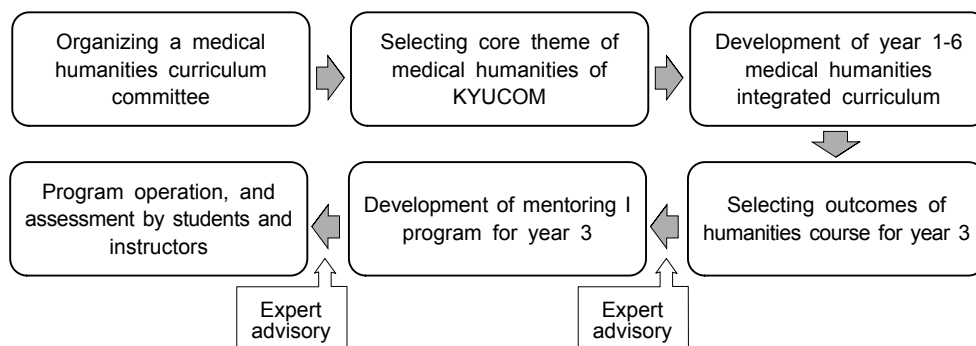 Organizing a medical
humanities curriculum
committee
Selecting core theme of
medical humanities of
KYUCOM
Development of year 1-6
medical humanities
integrated curriculum
Program operation, and
assessment by students and
instructors
Development of mentoring I
program for year 3
Selecting outcomes of
humanities course for year 3
Expert
advisory
Expert
advisory